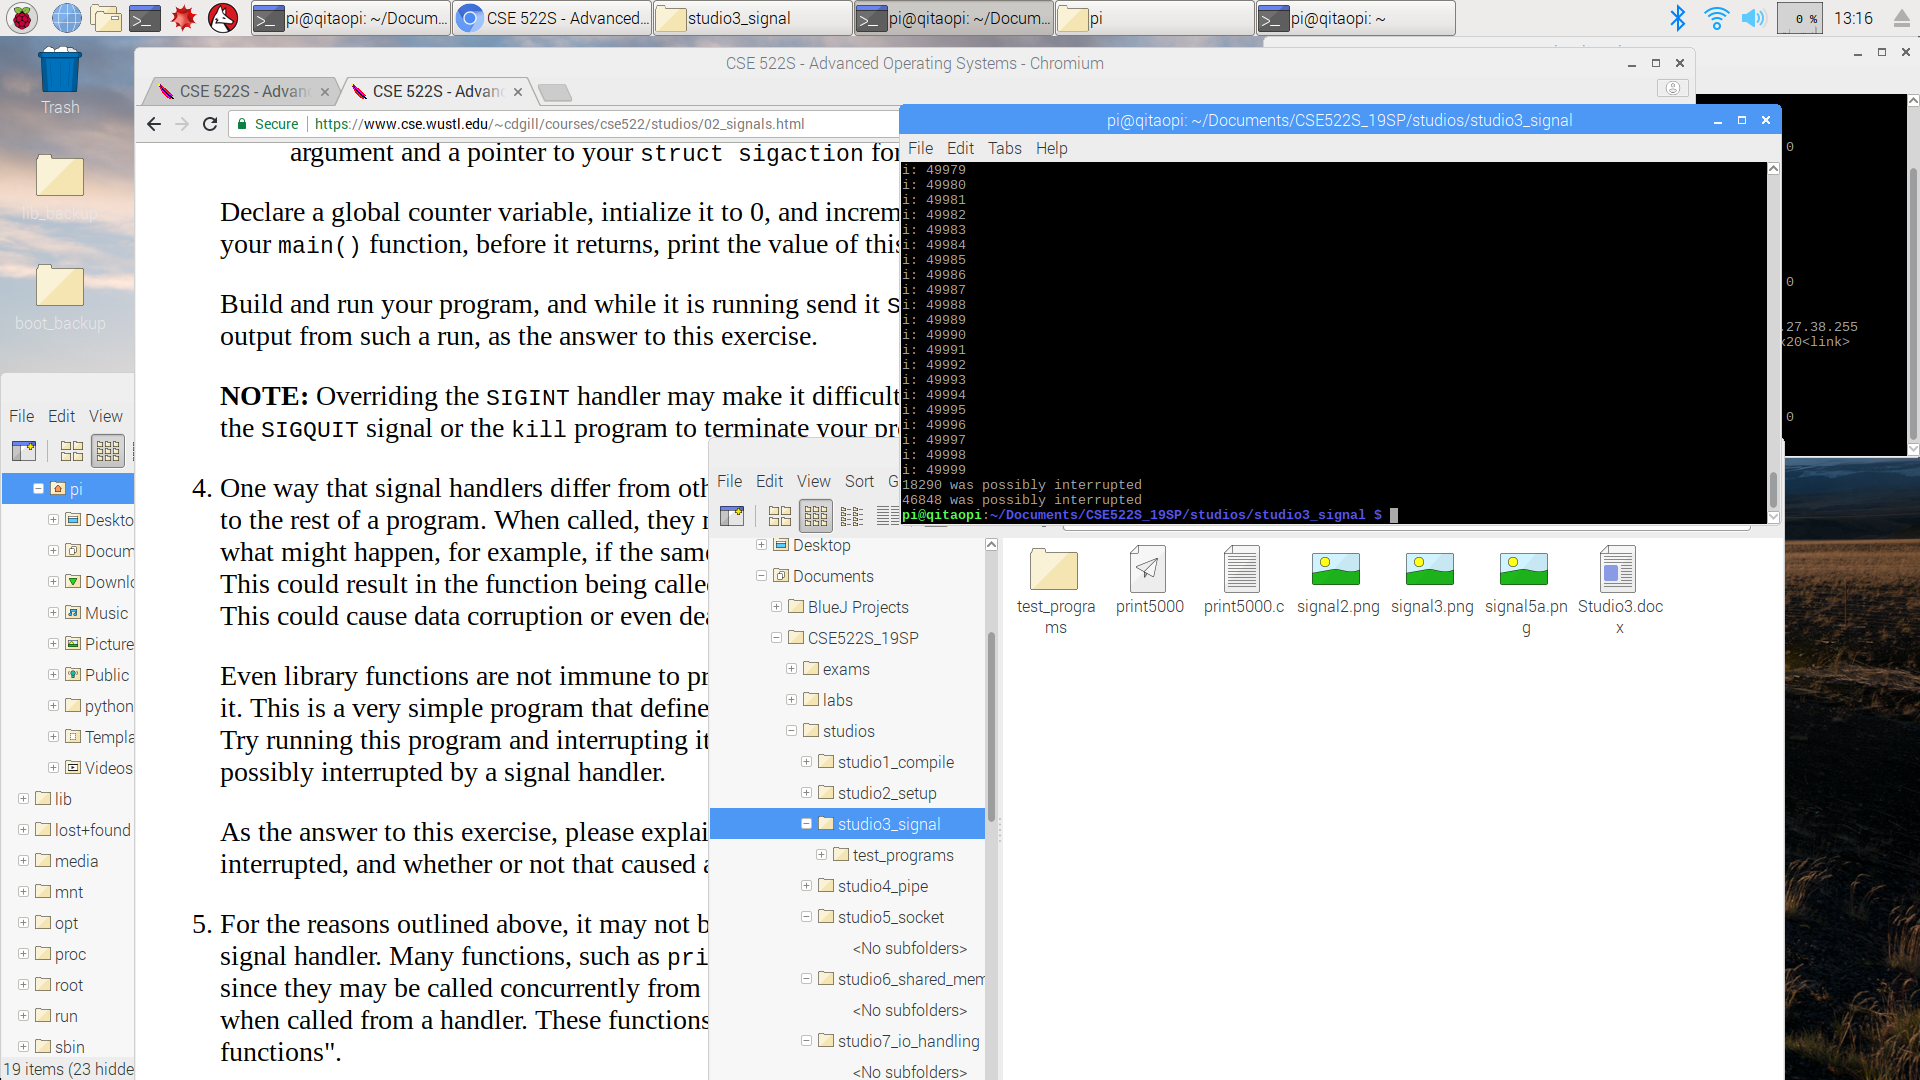 pi@qitaopi: ~/Docum...
CSE 522S - Advanced...
studio3_signal
pi@qitaopi: ~/Docum...
pi
pi@qitaopi: ~
0 %
13:16
Trash
lib_backup
boot_backup
CSE 522S - Advanced Operating Systems - Chromium
CSE 522S - Advan
CSE 522S - Advan
Secure
https://www.cse.wustl.edu/~cdgill/courses/cse522/studios/02_signals.html
argument and a pointer to your struct sigaction for
Declare a global counter variable, intialize it to 0, and increm
your main() function, before it returns, print the value of this
Build and run your program, and while it is running send it S
output from such a run, as the answer to this exercise.
NOTE: Overriding the SIGINT handler may make it difficult
the SIGQUIT signal or the kill program to terminate your pro
4. One way that signal handlers differ from oth
to the rest of a program. When called, they m
what might happen, for example, if the same
This could result in the function being called
This could cause data corruption or even dea
Even library functions are not immune to pr
it. This is a very simple program that define
Try running this program and interrupting it
possibly interrupted by a signal handler.
As the answer to this exercise, please explai
interrupted, and whether or not that caused a
5. For the reasons outlined above, it may not b
signal handler. Many functions, such as pri
since they may be called concurrently from
when called from a handler. These functions
functions".
pi@qitaopi: ~/Documents/CSE522S_19SP/studios/studio3_signal
File Edit Tabs Help
i: 49979
i: 49980
i: 49981
i: 49982
i: 49983
i: 49984
i: 49985
i: 49986
i: 49987
i: 49988
i: 49989
i: 49990
i: 49991
i: 49992
i: 49993
i: 49994
i: 49995
i: 49996
i: 49997
i: 49998
i: 49999
18290 was possibly interrupted
46848 was possibly interrupted
pi@qitaopi:~/Documents/CSE522S_19SP/studios/studio3_signal $
0
0
.27.38.255
x20<link>
0
File Edit View
pi
Deskto
Docum
Downlo
Music
Picture
Public
python
Templa
Videos
lib
lost+found
media
mnt
opt
proc
root
run
sbin
19 items (23 hidde
File Edit View Sort G
Desktop
Documents
BlueJ Projects
CSE522S_19SP
exams
labs
studios
studio1_compile
studio2_setup
studio3_signal
test_programs
studio4_pipe
studio5_socket
<No subfolders>
studio6_shared_mem
<No subfolders>
studio7_io_handling
<No subfolders>
test_progra
ms
print5000
print5000.c
signal2.png
signal3.png
signal5a.pn
g
Studio3.doc
x